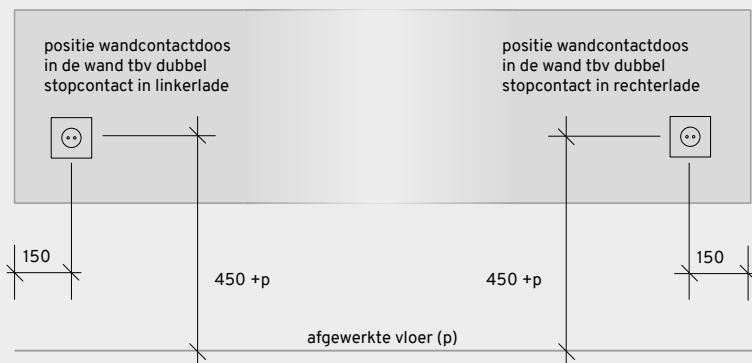 positie wandcontactdoos
in de wand tbv dubbel
stopcontact in linkerlade
positie wandcontactdoos
in de wand tbv dubbel
stopcontact in rechterlade
150
450 +p
450 +p
150
afgewerkte vloer (p)